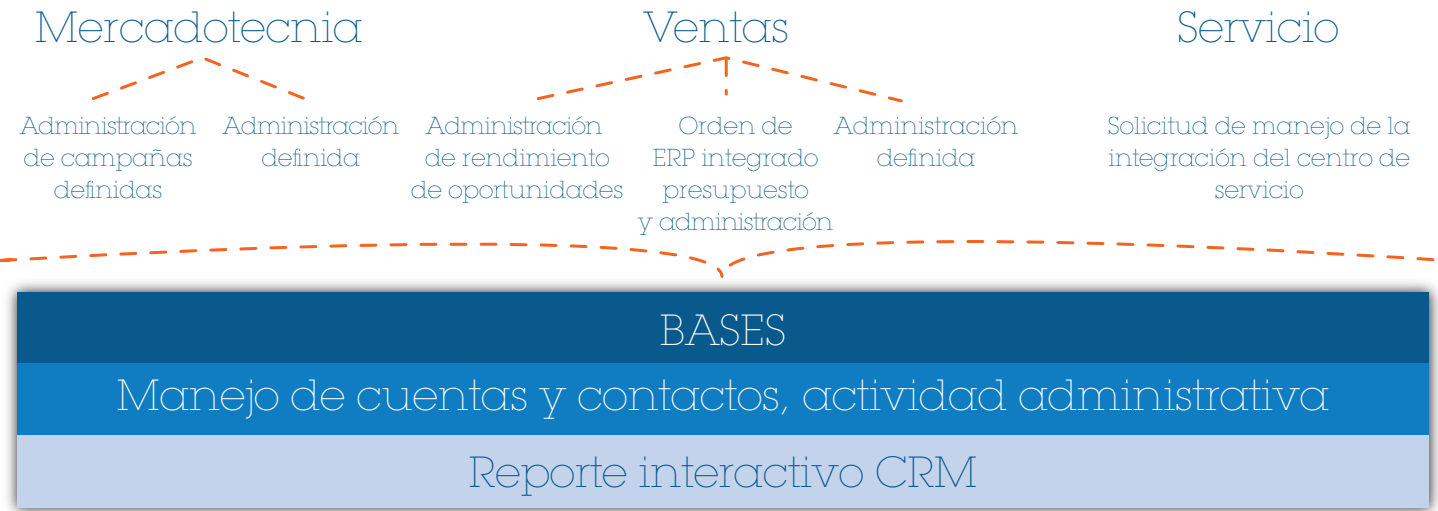 Mercadotecnia
Ventas
Servicio
Administración
de campañas
definidas
Administración
definida
Administración
de rendimiento
de oportunidades
Orden de
ERP integrado
presupuesto
y administración
Administración
definida
Solicitud de manejo de la
integración del centro de
servicio
BASES
Manejo de cuentas y contactos, actividad administrativa
Reporte interactivo CRM